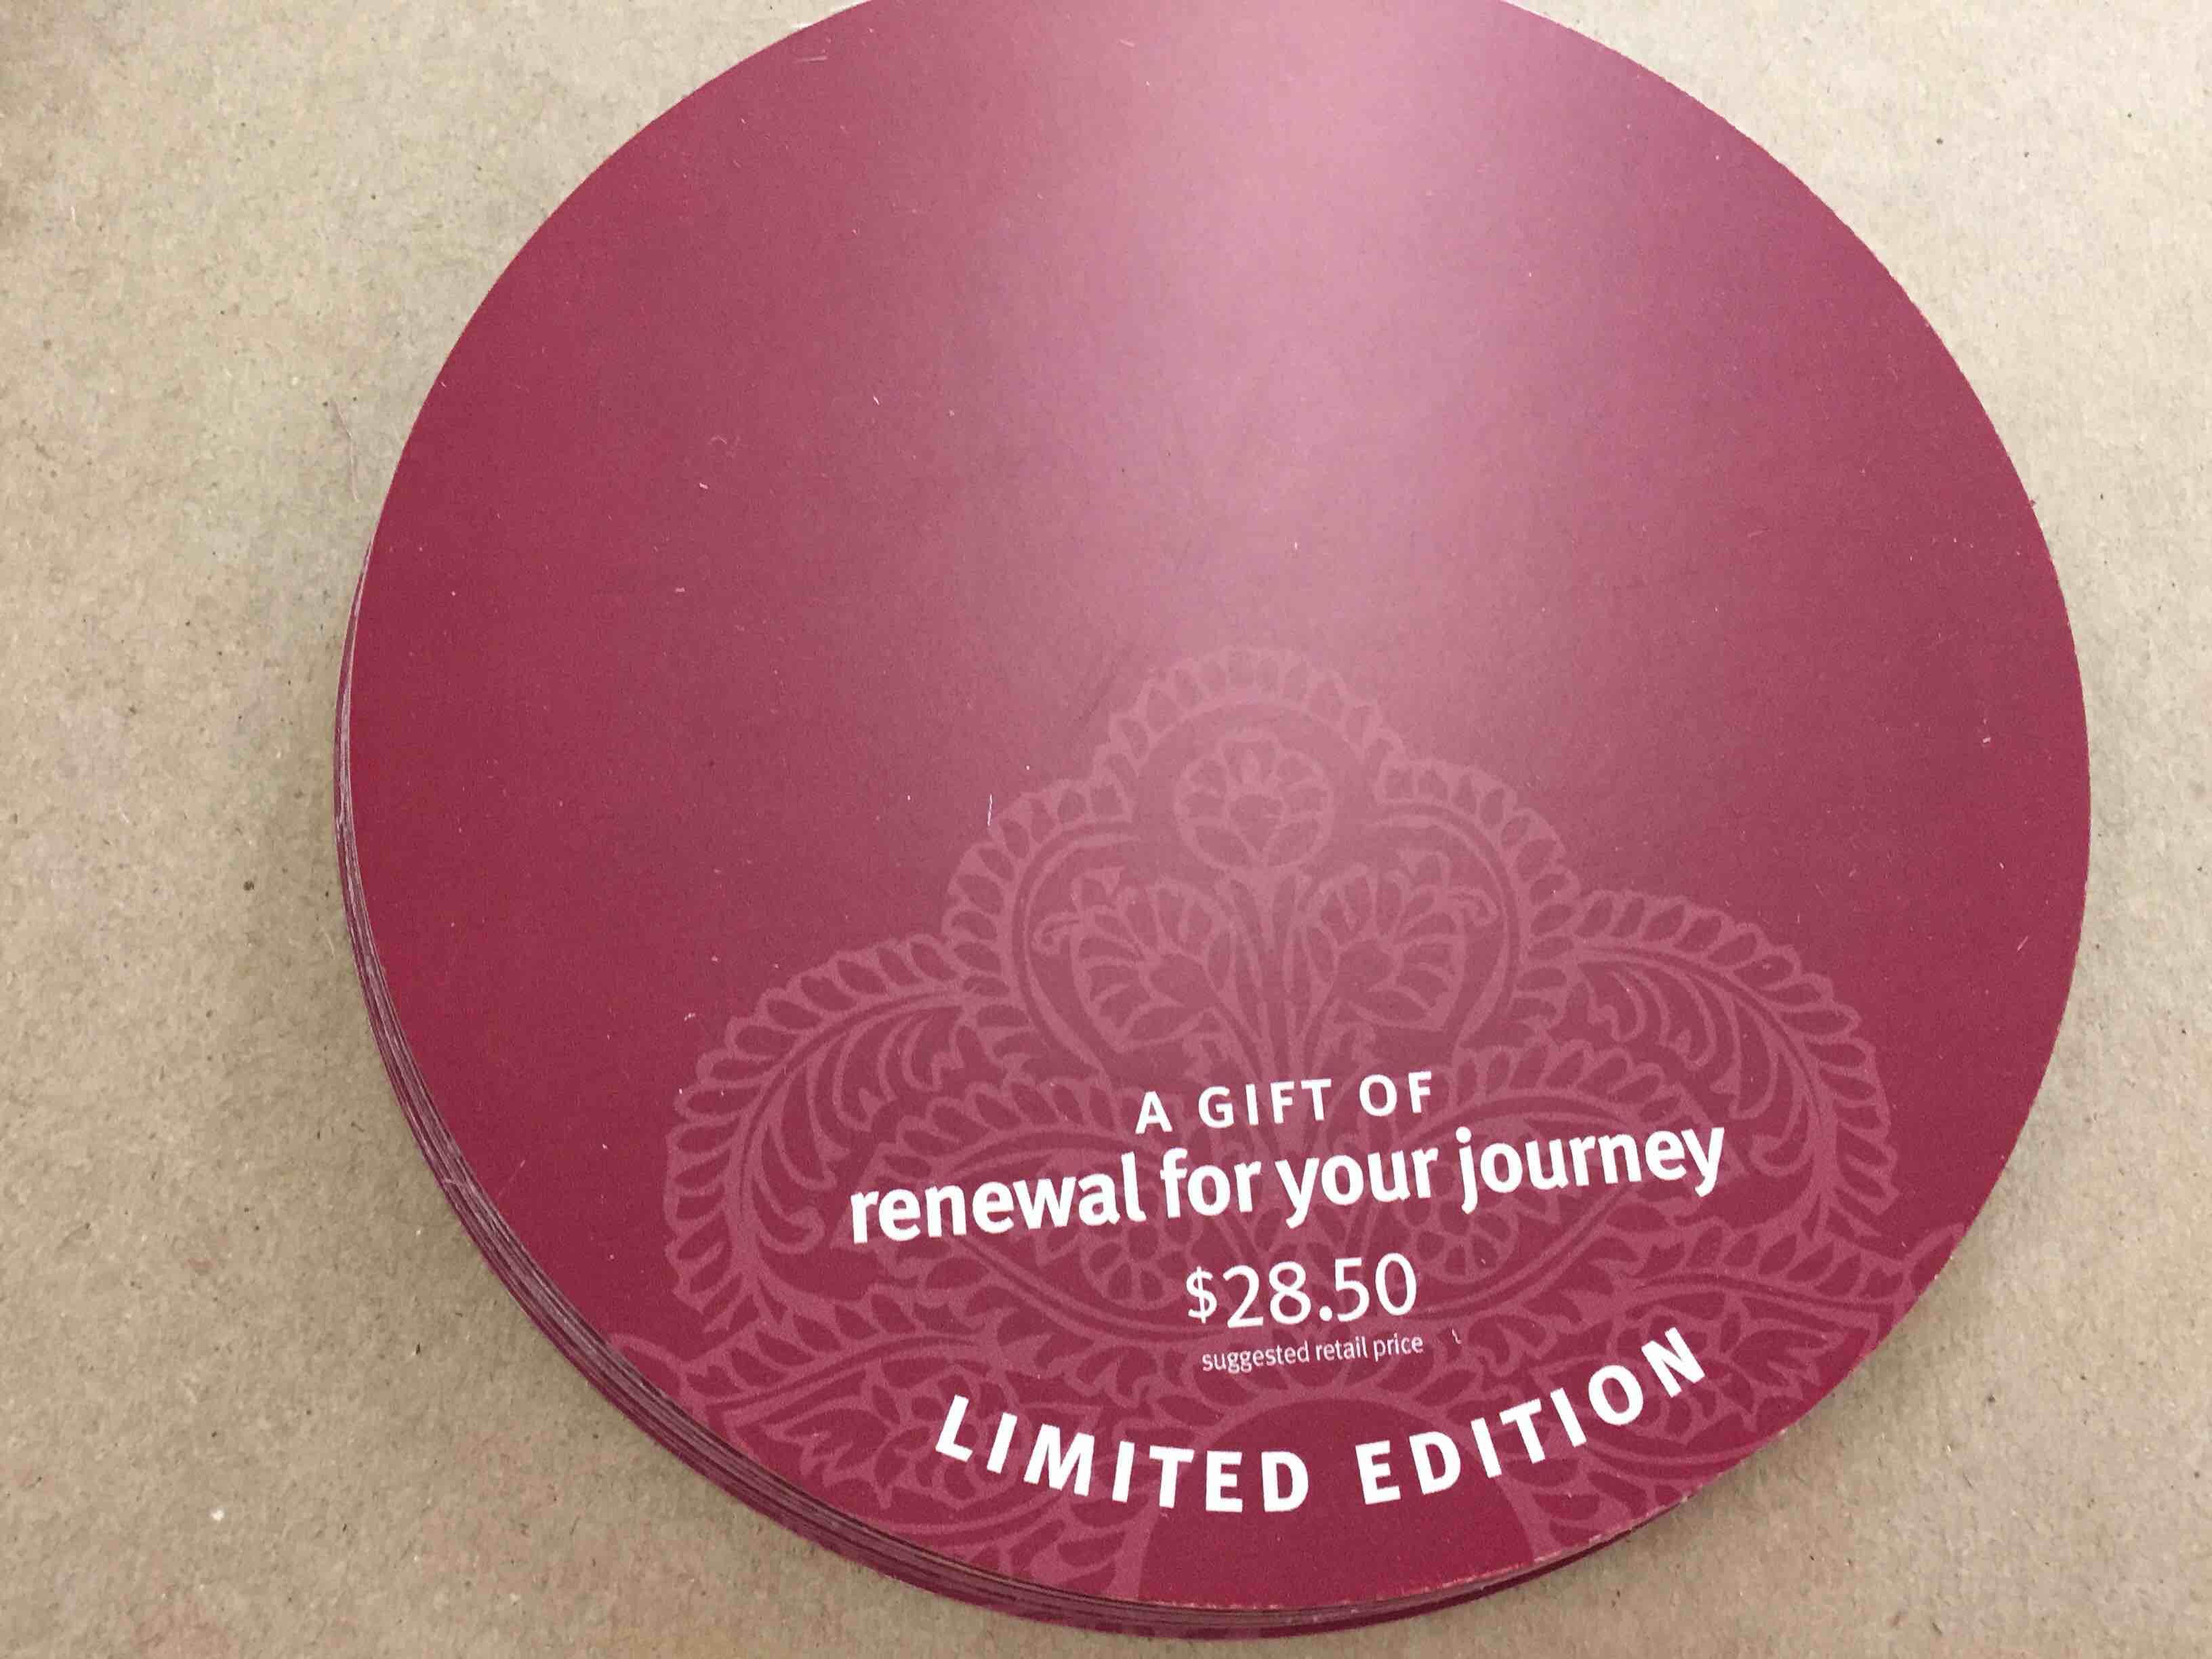 A GIFT OF
renewal for your journey
$28.50
suggested retail price
LIMITED EDITION